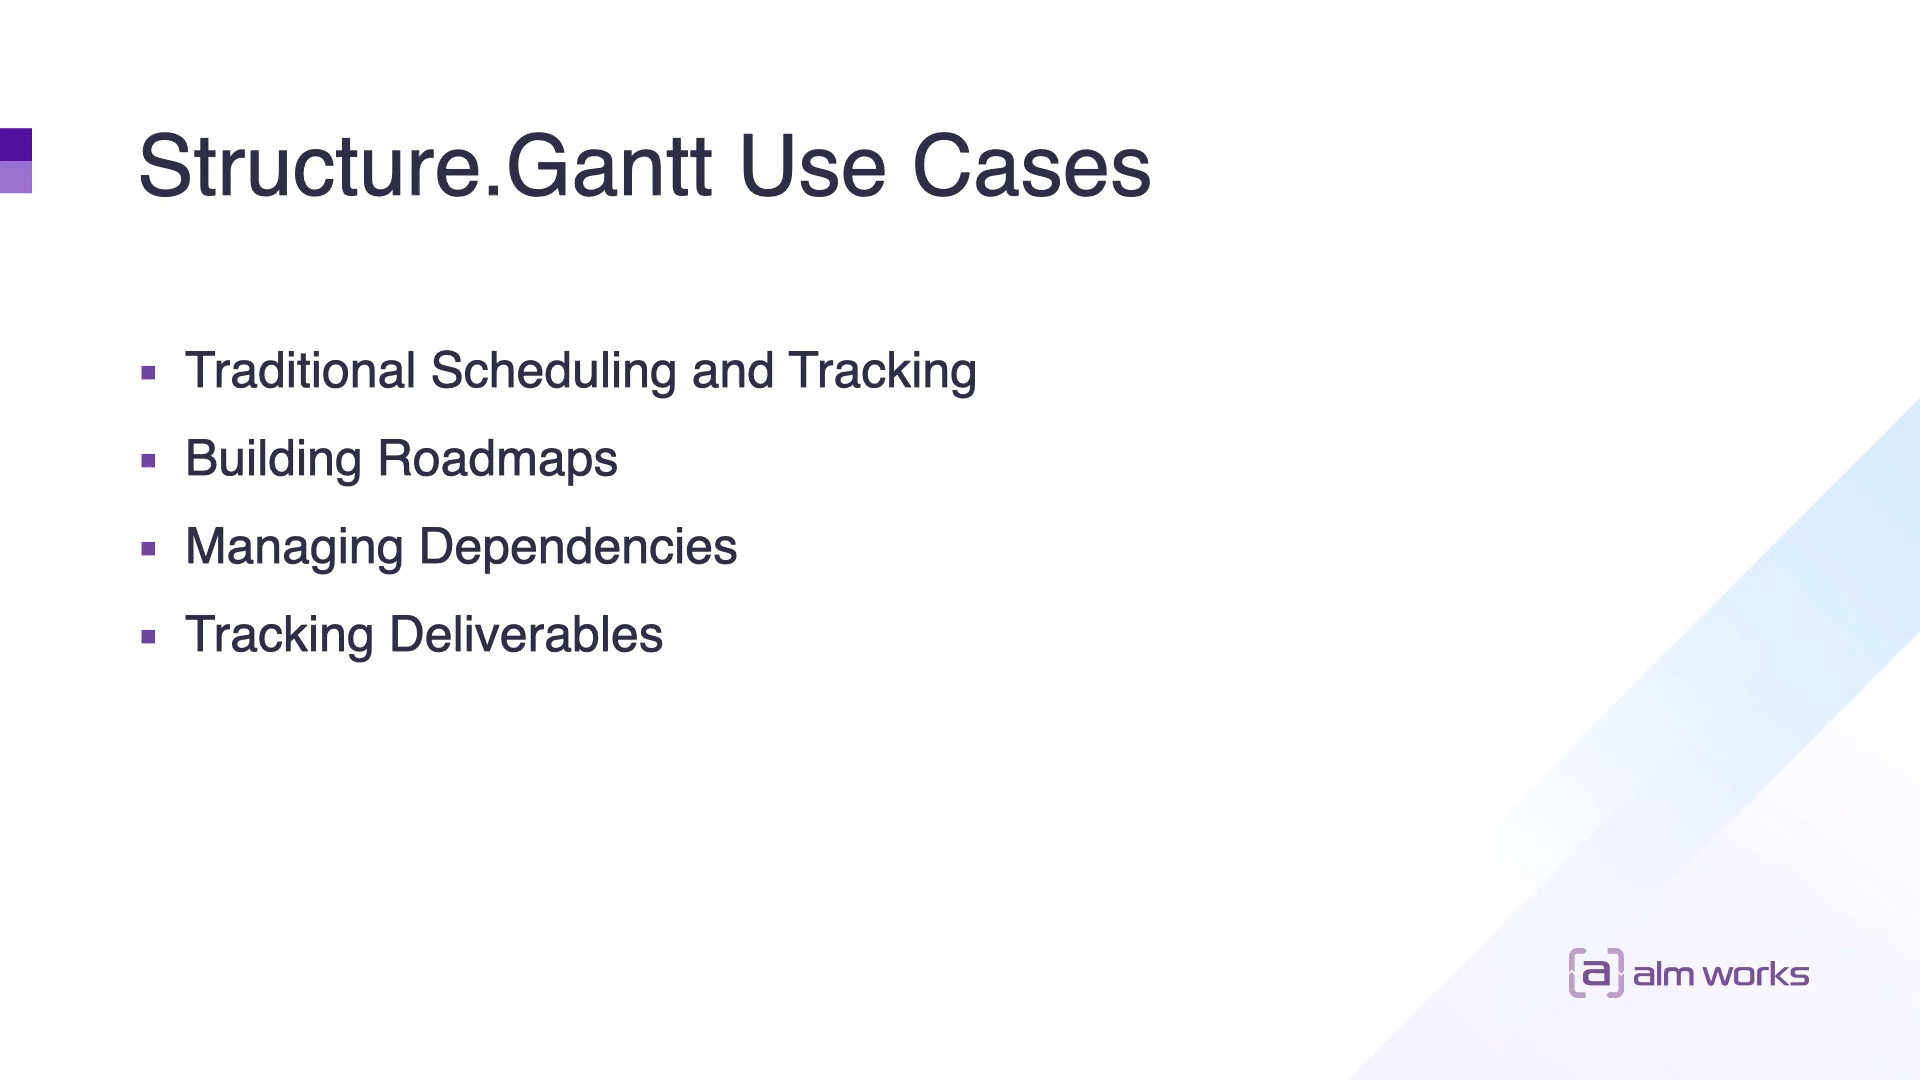 Structure.Gantt Use Cases
Traditional Scheduling and Tracking
Building Roadmaps
Managing Dependencies
Tracking Deliverables
[a] alm works